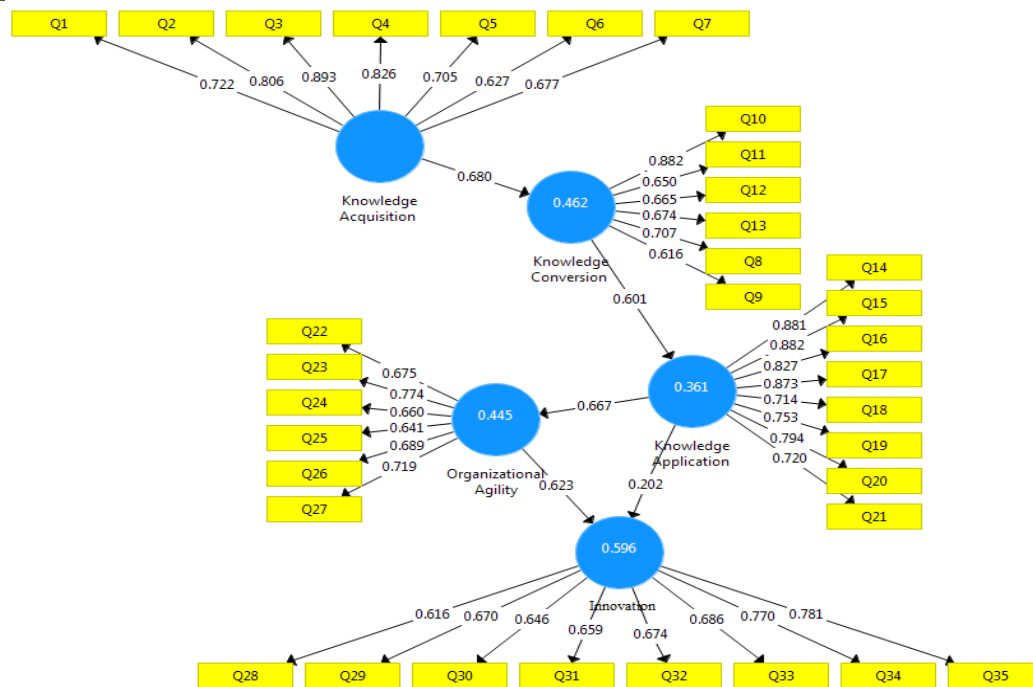 Q1 Q2 Q3 Q4 Q5 Q6 Q7
0.722 0.806 0.893 0.826 0.705 0.627 0.677
Knowledge
Acquisition
0.680
0.462
Knowledge
Conversion
Q10
Q11
Q12
Q13
Q8
Q9
0.882
0.650
0.665
0.674
0.707
0.616
0.601
Q14
Q15
Q16
Q17
Q18
Q19
Q20
Q21
0.881
0.882
0.827
0.873
0.714
0.753
0.794
0.720
0.361
Knowledge
Application
0.667
0.202
Q22
Q23
Q24
Q25
Q26
Q27
0.675
0.774
0.660
0.641
0.689
0.719
0.445
Organizational
Agility
0.623
0.596
Innovation
0.616 0.670 0.646 0.659 0.674 0.686 0.770 0.781
Q28 Q29 Q30 Q31 Q32 Q33 Q34 Q35